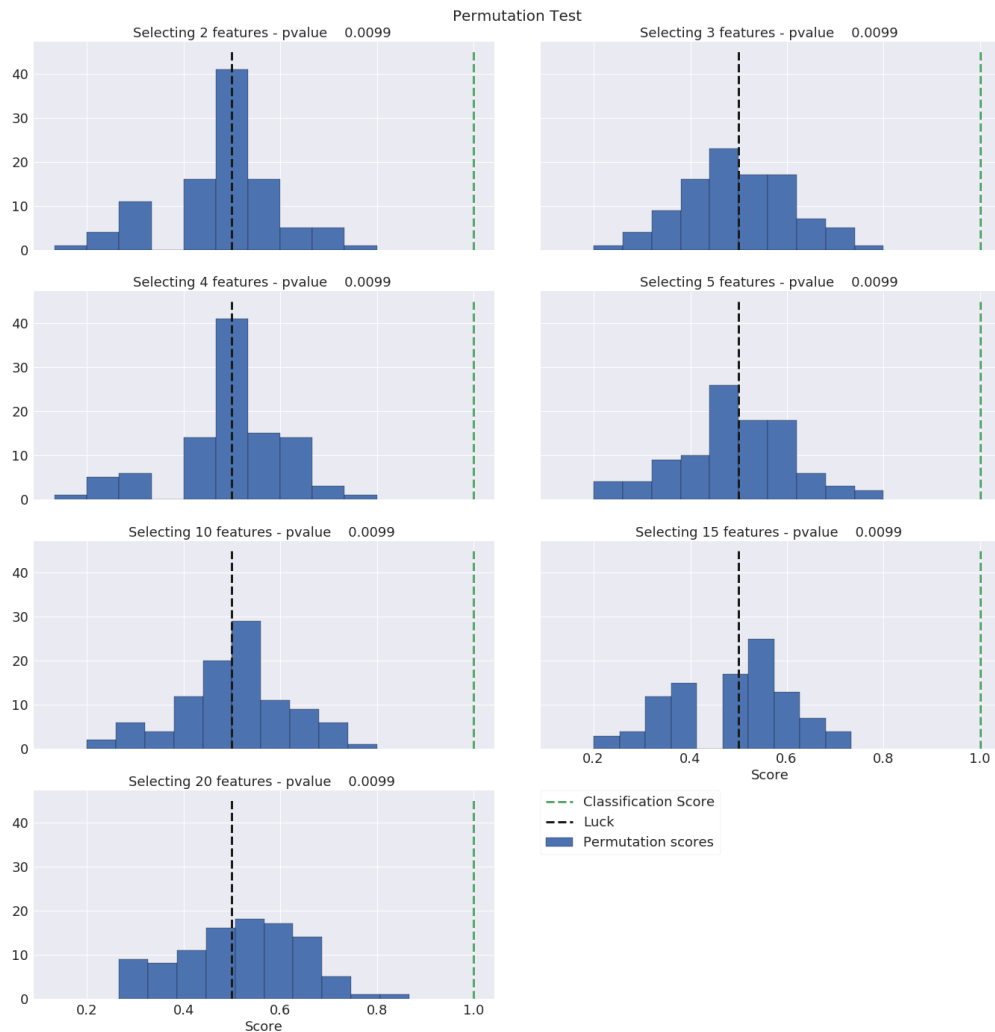 Permutation Test
Selecting 2 features - pvalue 0.0099
40
30
20
10
0
Selecting 3 features - pvalue 0.0099
Selecting 4 features - pvalue 0.0099
40
30
20
10
0
Selecting 5 features - pvalue 0.0099
Selecting 10 features - pvalue 0.0099
40
30
20
10
0
Selecting 15 features - pvalue 0.0099
0.2 0.4 0.6 0.8 1.0
Score
Selecting 20 features - pvalue 0.0099
40
30
20
10
0
0.2 0.4 0.6 0.8 1.0
Score
Classification Score
Luck
Permutation scores